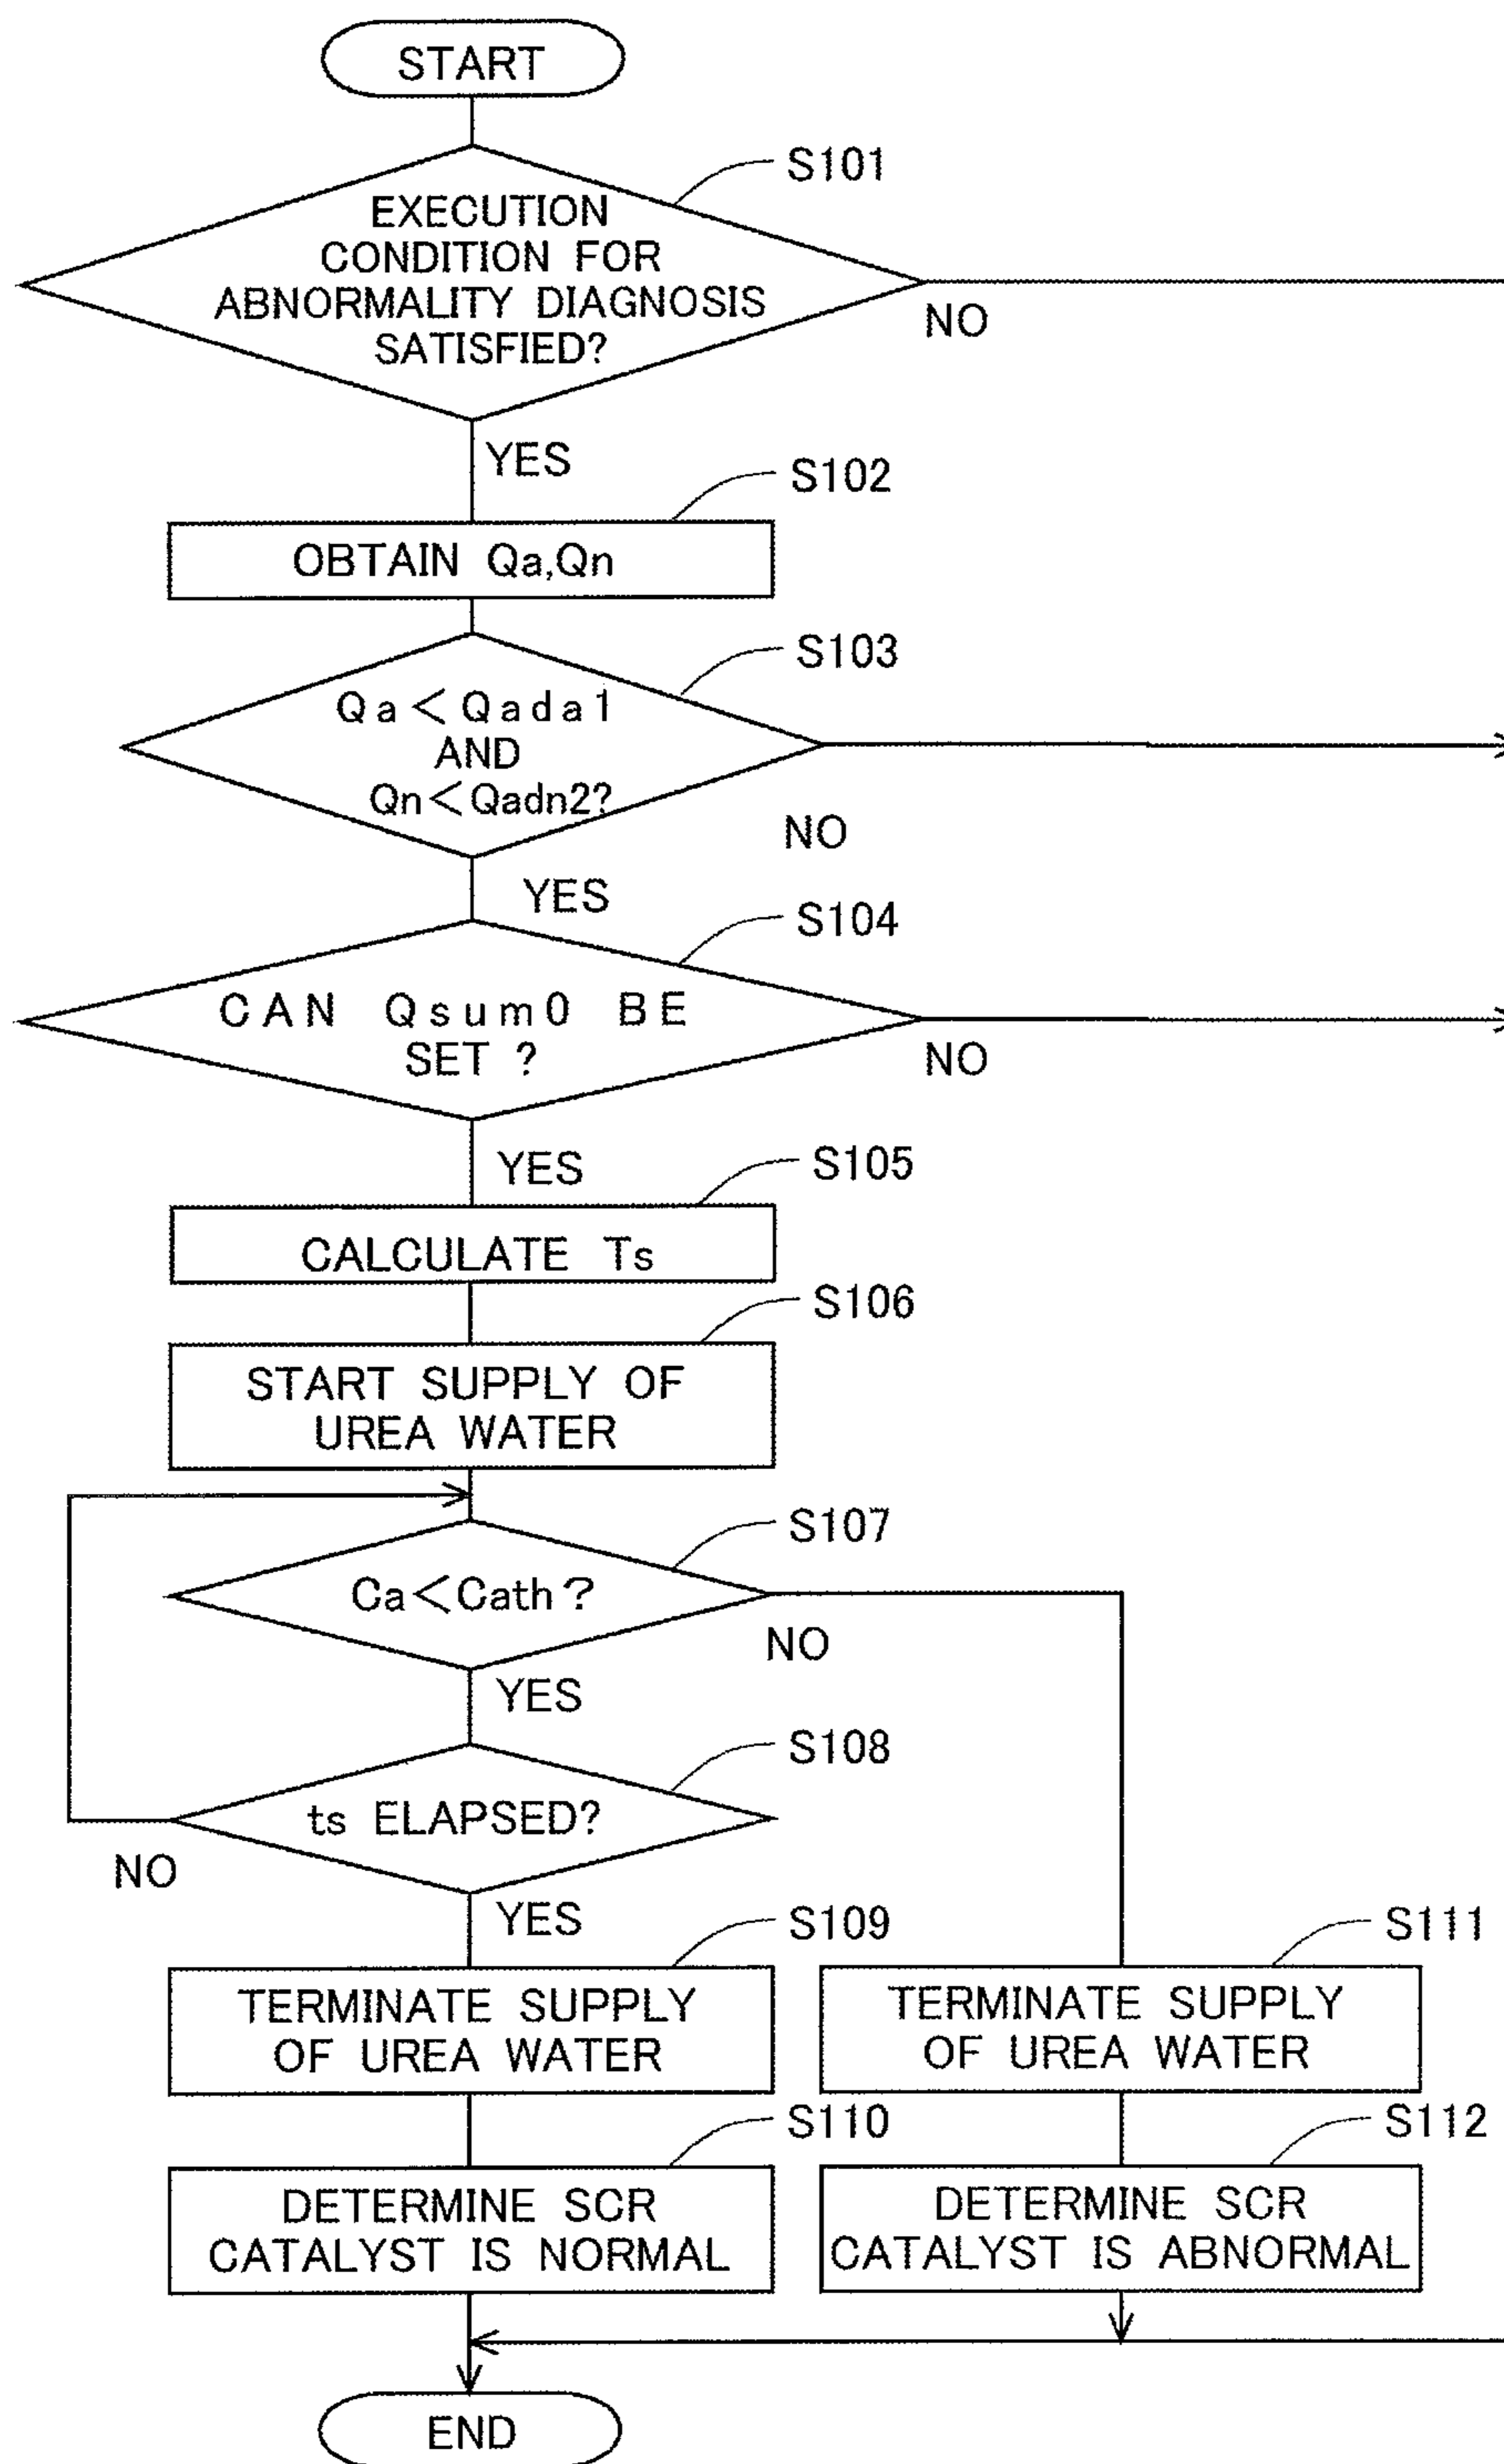 START
S101
EXECUTION
CONDITION FOR
ABNORMALITY DIAGNOSIS
SATISFIED?
NO
YES
S102
OBTAIN Qa,Qn
S103
Qa<Qada1
AND
Qn<Qadn2?
NO
YES
S104
CAN Qsum0 BE
SET ?
NO
YES
S105
CALCULATE Ts
S106
START SUPPLY OF
UREA WATER
S107
Ca<Cath?
NO
YES
S108
ts ELAPSED?
NO
YES
S109
TERMINATE SUPPLY
OF UREA WATER
S111
TERMINATE SUPPLY
OF UREA WATER
S110
DETERMINE SCR
CATALYST IS NORMAL
S112
DETERMINE SCR
CATALYST IS ABNORMAL
END